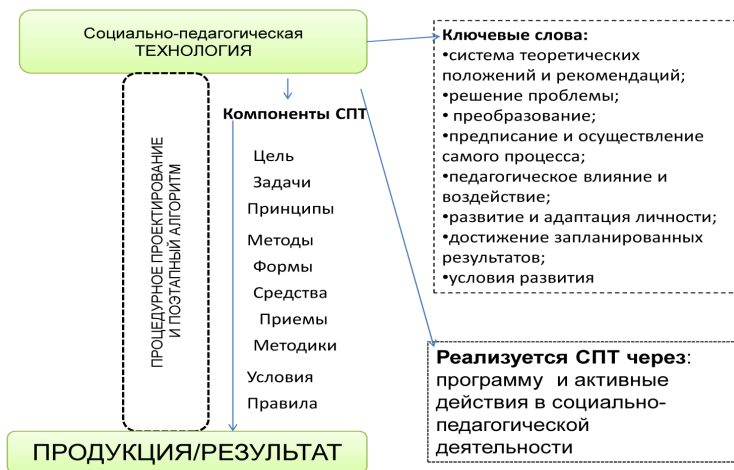 Социально-педагогическая
ТЕХНОЛОГИЯ
ПРОЦЕДУРНОЕ ПРОЕКТИРОВАНИЕ
И ПОЭТАПНЫЙ АЛГОРИТМ
Компоненты СПТ
Цель
Задачи
Принципы
Методы
Формы
Средства
Приемы
Методики
Условия
Правила
ПРОДУКЦИЯ/РЕЗУЛЬТАТ
Ключевые слова:
•система теоретических
положений и рекомендаций;
•решение проблемы;
• преобразование;
•предписание и осуществление
самого процесса;
•педагогическое влияние и
воздействие;
•развитие и адаптация личности;
•достижение запланированных
результатов;
•условия развития
Реализуется СПТ через:
программу и активные
действия в социально-
педагогической
деятельности